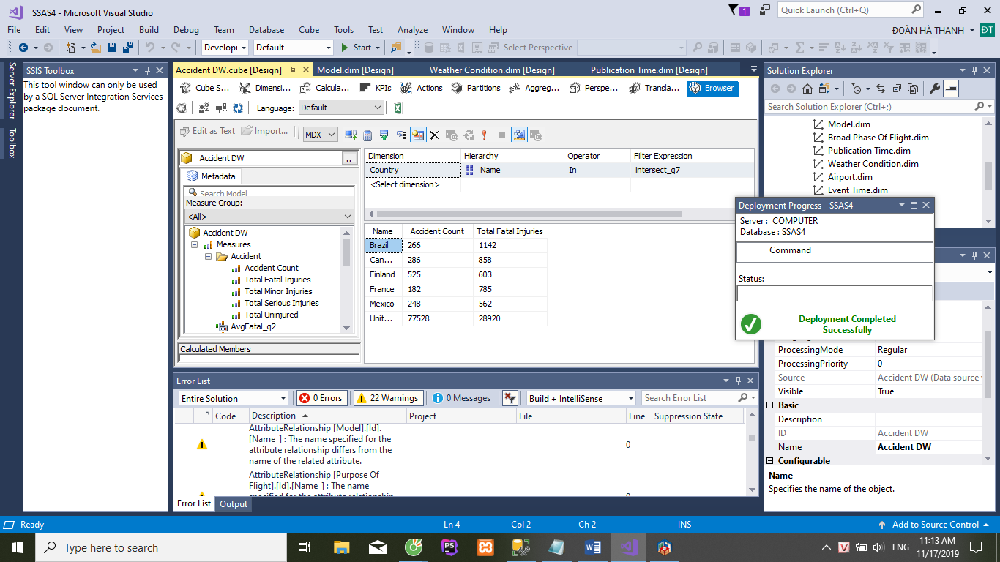 SSAS4 - Microsoft Visual Studio
1
Quick Launch (Ctrl+Q)
File Edit View Project Build Debug Team Database Cube Tools Test Analyze Window Help
ĐOÀN HÀ THANH ĐT
Develop Default Start Select Perspective
Server Explorer
Toolbox
SSIS Toolbox
This tool window can only be used
by a SQL Server Integration Services
package document.
Accident DW.cube [Design] Model.dim [Design] Weather Condition.dim [Design] Publication Time.dim [Design]
Cube S... Dimensi... Calcula... KPIs Actions Partitions Aggreg... Perspe... Transla... Browser
Language: Default
Edit as Text Import... MDX
Accident DW ..
Metadata
Search Model
Measure Group:
<All>
Accident DW
Measures
Accident
Accident Count
Total Fatal Injuries
Total Minor Injuries
Total Serious Injuries
Total Uninjured
AvgFatal_q2
Calculated Members
Dimension Hierarchy Operator Filter Expression
Country Name In intersect_q7
<Select dimension>
Name Accident Count Total Fatal Injuries
Brazil 266 1142
Can... 286 858
Finland 525 603
France 182 785
Mexico 248 562
Unit... 77528 28920
Error List
Entire Solution 0 Errors 22 Warnings 0 Messages Build + IntelliSense Search Error List
Code Description Project File Line Suppression State
AttributeRelationship [Model].[Id].
[Name_] : The name specified for the
attribute relationship differs from the
name of the related attribute.
0
AttributeRelationship [Purpose Of
Flight].[Id].[Name_] : The name
specified for the attribute relationship
0
Error List Output
Solution Explorer
Search Solution Explorer (Ctrl+;)
Model.dim
Broad Phase Of Flight.dim
Publication Time.dim
Weather Condition.dim
Airport.dim
Event Time.dim
Deployment Progress - SSAS4
Server : COMPUTER
Database : SSAS4
Command
Status:
Deployment Completed
Successfully
ProcessingMode Regular
ProcessingPriority 0
Source Accident DW (Data source
Visible True
Basic
Description
ID Accident DW
Name Accident DW
Configurable
Name
Specifies the name of the object.
Ready Ln 4 Col 2 Ch 2 INS Add to Source Control
Type here to search
PS
V
ENG
11:13 AM
11/17/2019